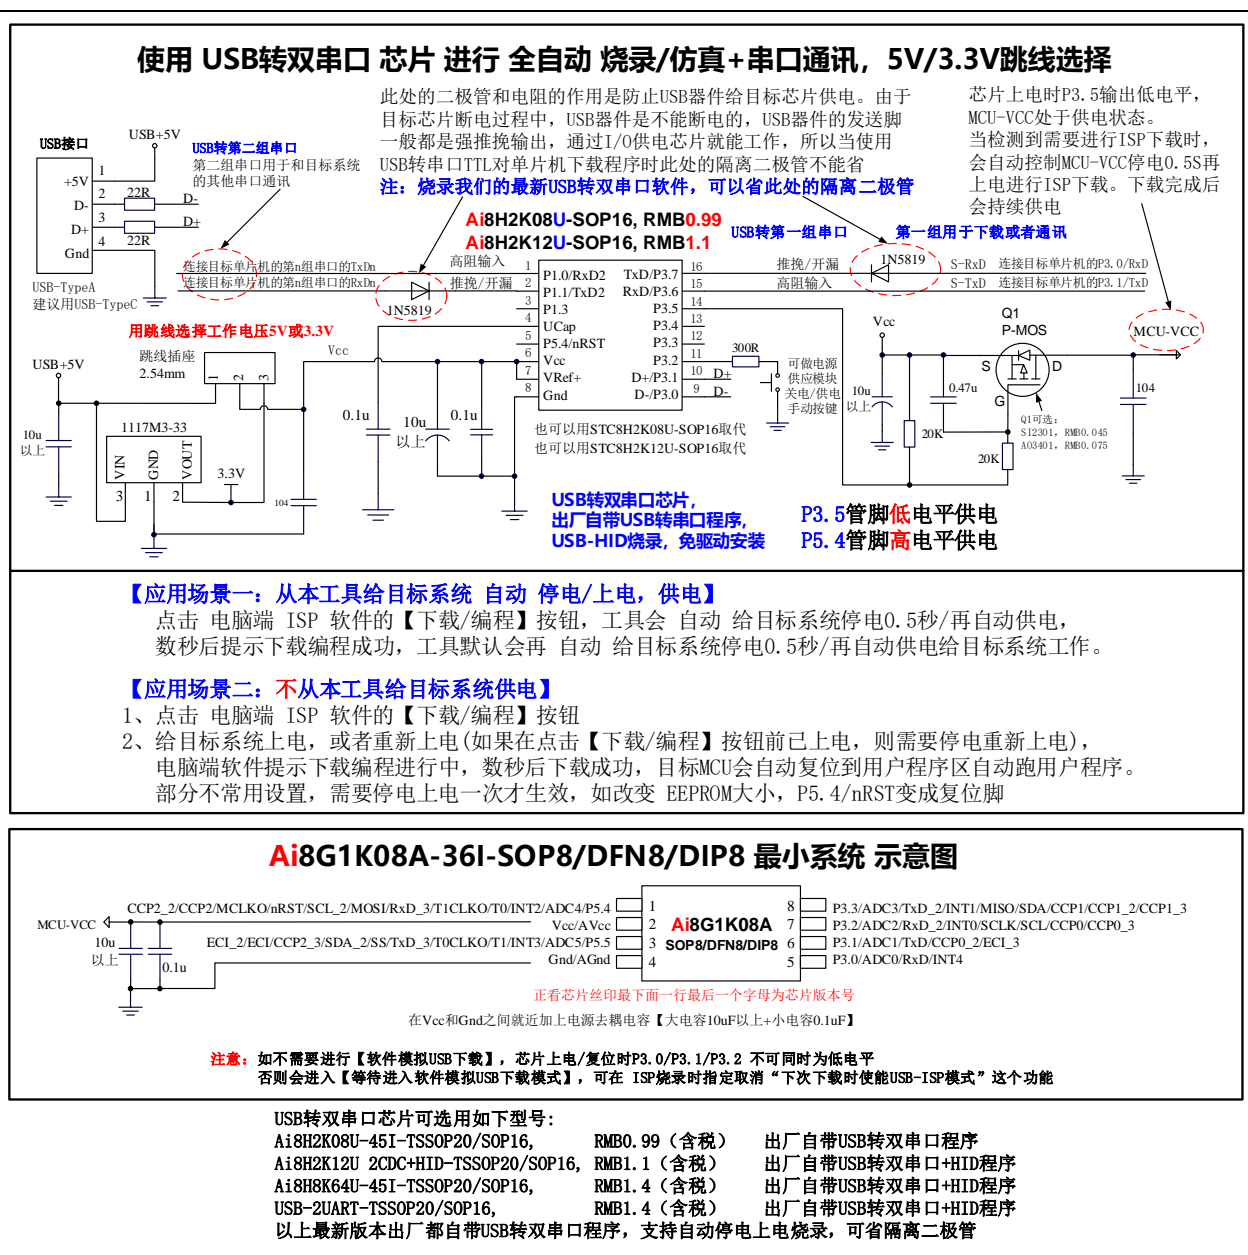 使用 USB转双串口 芯片 进行 全自动 烧录/仿真+串口通讯，5V/3.3V跳线选择
此处的二极管和电阻的作用是防止USB器件给目标芯片供电。由于
目标芯片断电过程中，USB器件是不能断电的，USB器件的发送脚
一般都是强推挽输出，通过I/O供电芯片就能工作，所以当使用
USB转串口TTL对单片机下载程序时此处的隔离二极管不能省
注：烧录我们的最新USB转双串口软件，可以省此处的隔离二极管
芯片上电时P3.5输出低电平，
MCU-VCC处于供电状态。
当检测到需要进行ISP下载时，
会自动控制MCU-VCC停电0.5S再
上电进行ISP下载。下载完成后
会持续供电
USB接口
USB+5V
+5V
1
D-
2
22R
D-
D+
3
22R
D+
Gnd
4
USB-TypeA
建议用USB-TypeC
USB转第二组串口
第二组串口用于和目标系统
的其他串口通讯
连接目标单片机的第n组串口的TxDn
连接目标单片机的第n组串口的RxDn
Ai8H2K08U-SOP16, RMB0.99
Ai8H2K12U-SOP16, RMB1.1
USB转第一组串口
第一组用于下载或者通讯
高阻输入
推挽/开漏
1N5819
1 P1.0/RxD2 TxD/P3.7 16
2 P1.1/TxD2 RxD/P3.6 15
3 P1.3 P3.5 14
4 UCap P3.4 13
5 P5.4/nRST P3.3 12
6 Vcc P3.2 11
7 VRef+ D+/P3.1 10 D+
8 Gnd D-/P3.0 9 D-
推挽/开漏
高阻输入
1N5819
S-RxD 连接目标单片机的P3.0/RxD
S-TxD 连接目标单片机的P3.1/TxD
300R
可做电源
供应模块
关电/供电
手动按键
Vcc
10u
以上
0.47u
20K
20K
Q1
P-MOS
S
D
G
MCU-VCC
104
Q1可选:
SI2301, RMB0.045
AO3401, RMB0.075
用跳线选择工作电压5V或3.3V
USB+5V
跳线插座
2.54mm
1 2 3
Vcc
10u
以上
1117M3-33
VIN
GND
VOUT
3 1 2
3.3V
104
0.1u
10u
以上
0.1u
也可以用STC8H2K08U-SOP16取代
也可以用STC8H2K12U-SOP16取代
USB转双串口芯片，
出厂自带USB转串口程序，
USB-HID烧录，免驱动安装
P3.5管脚低电平供电
P5.4管脚高电平供电
【应用场景一：从本工具给目标系统 自动 停电/上电，供电】
点击 电脑端 ISP 软件的【下载/编程】按钮，工具会 自动 给目标系统停电0.5秒/再自动供电，
数秒后提示下载编程成功，工具默认会再 自动 给目标系统停电0.5秒/再自动供电给目标系统工作。
【应用场景二：不从本工具给目标系统供电】
1、点击 电脑端 ISP 软件的【下载/编程】按钮
2、给目标系统上电，或者重新上电(如果在点击【下载/编程】按钮前已上电，则需要停电重新上电)，
电脑端软件提示下载编程进行中，数秒后下载成功，目标MCU会自动复位到用户程序区自动跑用户程序。
部分不常用设置，需要停电上电一次才生效，如改变 EEPROM大小，P5.4/nRST变成复位脚
Ai8G1K08A-36I-SOP8/DFN8/DIP8 最小系统 示意图
MCU-VCC
10u
以上
0.1u
CCP2_2/CCP2/MCLKO/nRST/SCL_2/MOSI/RxD_3/T1CLKO/T0/INT2/ADC4/P5.4 1
Vcc/AVcc 2
ECI_2/ECI/CCP2_3/SDA_2/SS/TxD_3/T0CLKO/T1/INT3/ADC5/P5.5 3
Gnd/AGnd 4
Ai8G1K08A
SOP8/DFN8/DIP8
8 P3.3/ADC3/TxD_2/INT1/MISO/SDA/CCP1/CCP1_2/CCP1_3
7 P3.2/ADC2/RxD_2/INT0/SCLK/SCL/CCP0/CCP0_3
6 P3.1/ADC1/TxD/CCP0_2/ECI_3
5 P3.0/ADC0/RxD/INT4
正看芯片丝印最下面一行最后一个字母为芯片版本号
在Vcc和Gnd之间就近加上电源去耦电容【大电容10uF以上+小电容0.1uF】
注意：如不需要进行【软件模拟USB下载】，芯片上电/复位时P3.0/P3.1/P3.2 不可同时为低电平
否则会进入【等待进入软件模拟USB下载模式】，可在 ISP烧录时指定取消“下次下载时使能USB-ISP模式”这个功能
USB转双串口芯片可选用如下型号:
Ai8H2K08U-45I-TSSOP20/SOP16, RMB0.99（含税） 出厂自带USB转双串口程序
Ai8H2K12U 2CDC+HID-TSSOP20/SOP16, RMB1.1（含税） 出厂自带USB转双串口+HID程序
Ai8H8K64U-45I-TSSOP20/SOP16, RMB1.4（含税） 出厂自带USB转双串口+HID程序
USB-2UART-TSSOP20/SOP16, RMB1.4（含税） 出厂自带USB转双串口+HID程序
以上最新版本出厂都自带USB转双串口程序，支持自动停电上电烧录，可省隔离二极管